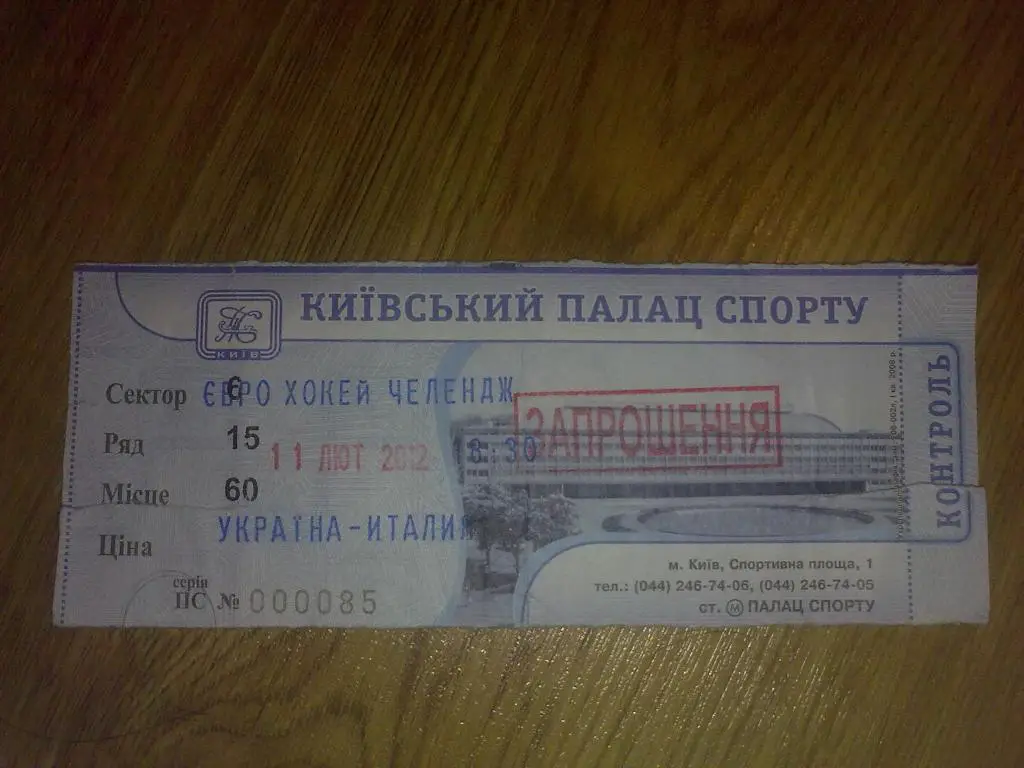 КИЇВСЬКИЙ ПАЛАЦ СПОРТУ
КИЇВ
Сектор 6
ЄВРО ХОКЕЙ ЧЕЛЕНДЖ
ЗАПРОШЕННЯ
Ряд 15
11 ЛЮТ 2012 8:30
Місце 60
УКРАЇНА-ИТАЛИЯ
Ціна
серія
ПС № 000085
м. Київ, Спортивна площа, 1
тел.: (044) 246-74-06, (044) 246-74-05
ст. М ПАЛАЦ СПОРТУ
КОНТРОЛЬ